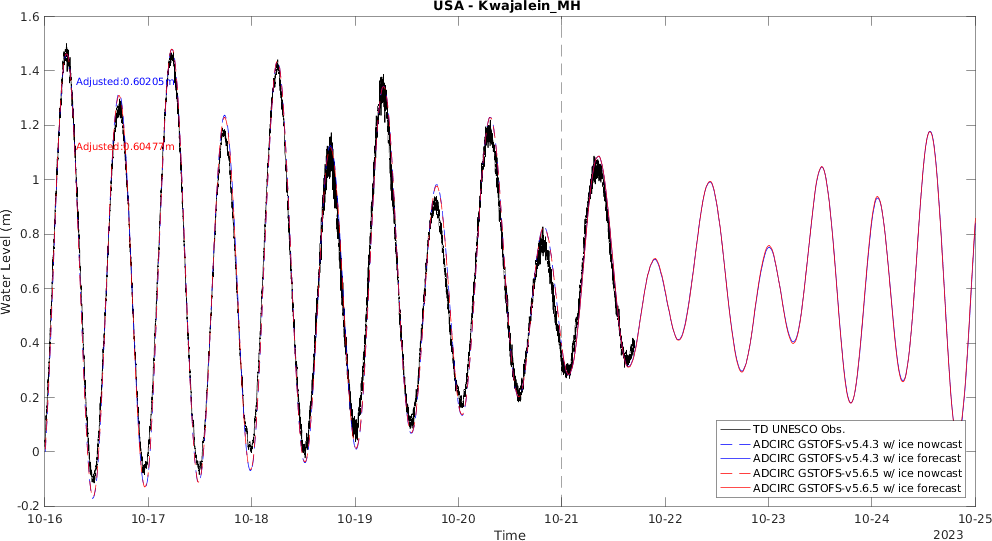 USA - Kwajalein_MH
1.6
1.4
1.2
1
0.8
0.6
0.4
0.2
0
-0.2
Water Level (m)
Adjusted:0.60205m
Adjusted:0.60477m
TD UNESCO Obs.
ADCIRC GSTOFS-v5.4.3 w/ ice nowcast
ADCIRC GSTOFS-v5.4.3 w/ ice forecast
ADCIRC GSTOFS-v5.6.5 w/ ice nowcast
ADCIRC GSTOFS-v5.6.5 w/ ice forecast
10-16 10-17 10-18 10-19 10-20 10-21 10-22 10-23 10-24 10-25
Time
2023